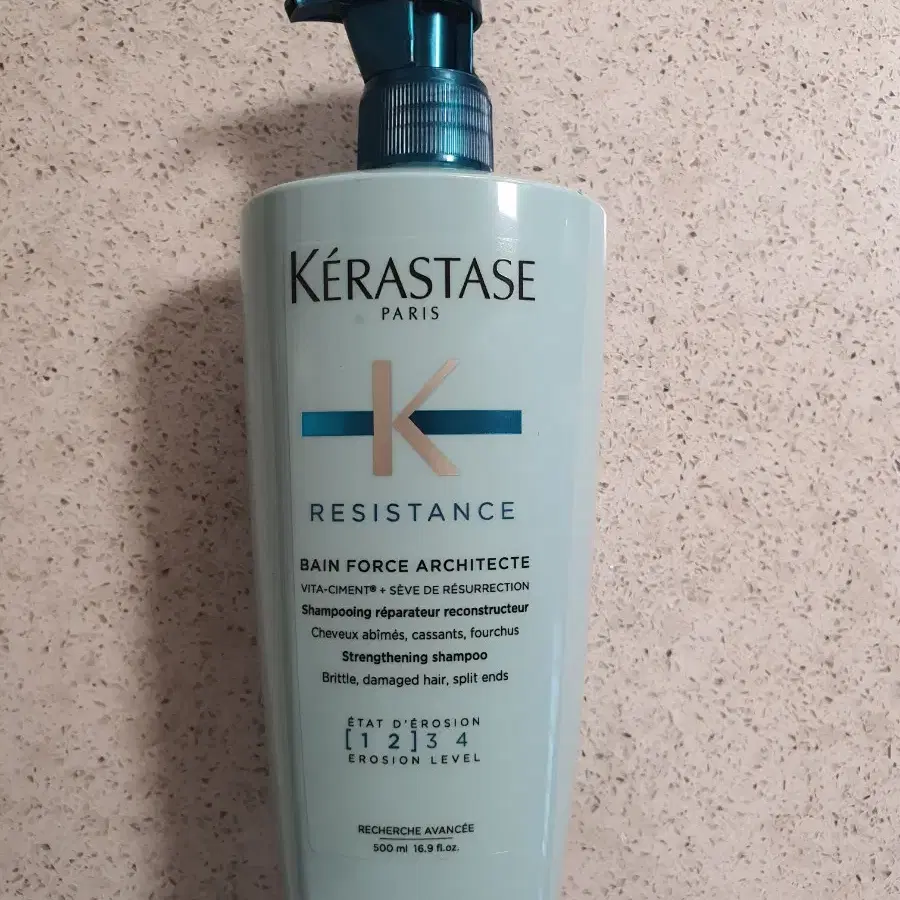 KÉRASTASE
PARIS
K
RESISTANCE
BAIN FORCE ARCHITECTE
VITA-CIMENT® + SÈVE DE RÉSURRECTION
Shampooing réparateur reconstructeur
Cheveux abîmés, cassants, fourchus
Strengthening shampoo
Brittle, damaged hair, split ends
ÉTAT D'ÉROSION
[1 2]3 4
EROSION LEVEL
RECHERCHE AVANCÉE
500 ml 16.9 fl.oz.